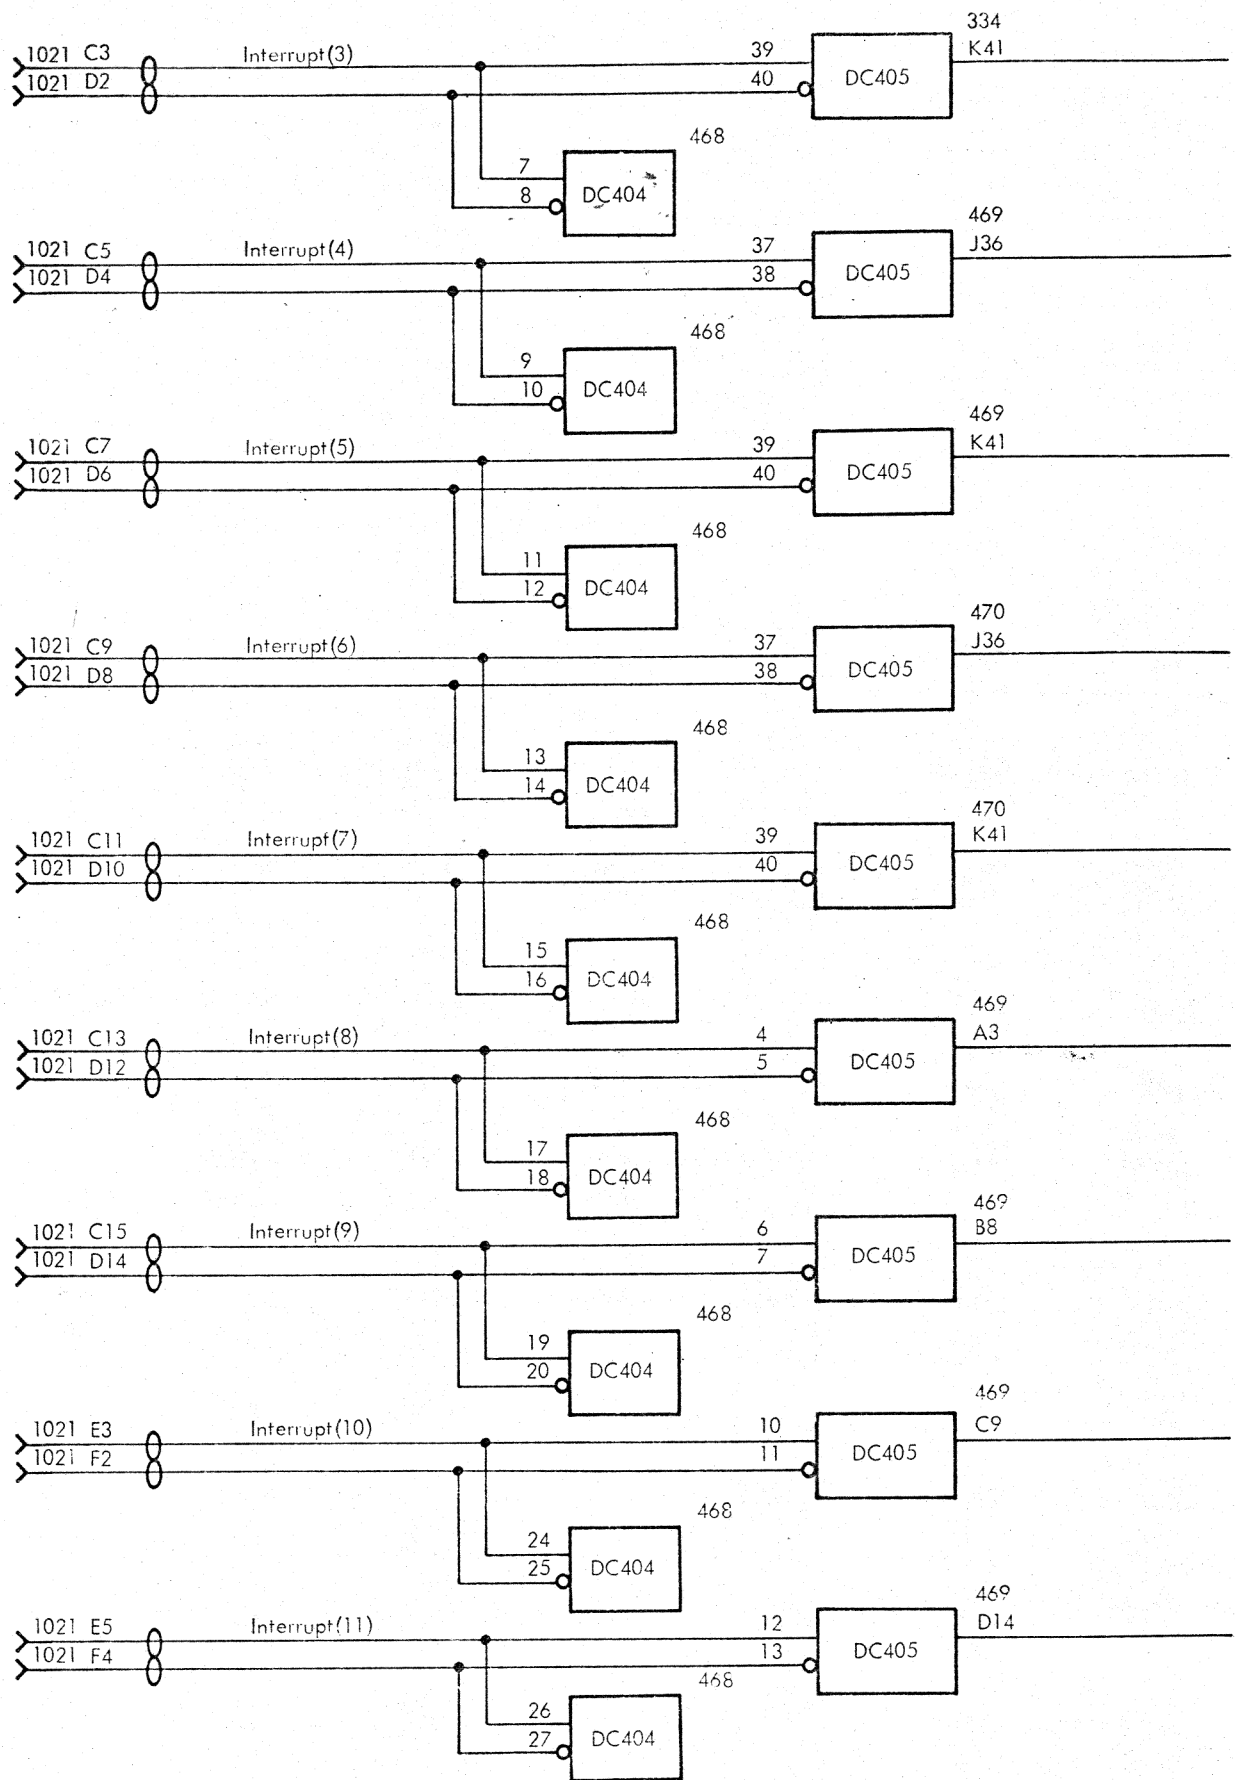 334
1021 C3 Interrupt(3) 39 K41
1021 D2 40 DC405
468
7
8 DC404
469
1021 C5 Interrupt(4) 37 J36
1021 D4 38 DC405
468
9
10 DC404
469
1021 C7 Interrupt(5) 39 K41
1021 D6 40 DC405
468
11
12 DC404
470
1021 C9 Interrupt(6) 37 J36
1021 D8 38 DC405
468
13
14 DC404
470
1021 C11 Interrupt(7) 39 K41
1021 D10 40 DC405
468
15
16 DC404
469
1021 C13 Interrupt(8) 4 A3
1021 D12 5 DC405
468
17
18 DC404
469
1021 C15 Interrupt(9) 6 B8
1021 D14 7 DC405
468
19
20 DC404
469
1021 E3 Interrupt(10) 10 C9
1021 F2 11 DC405
468
24
25 DC404
469
1021 E5 Interrupt(11) 12 D14
1021 F4 13 DC405
468
26
27 DC404